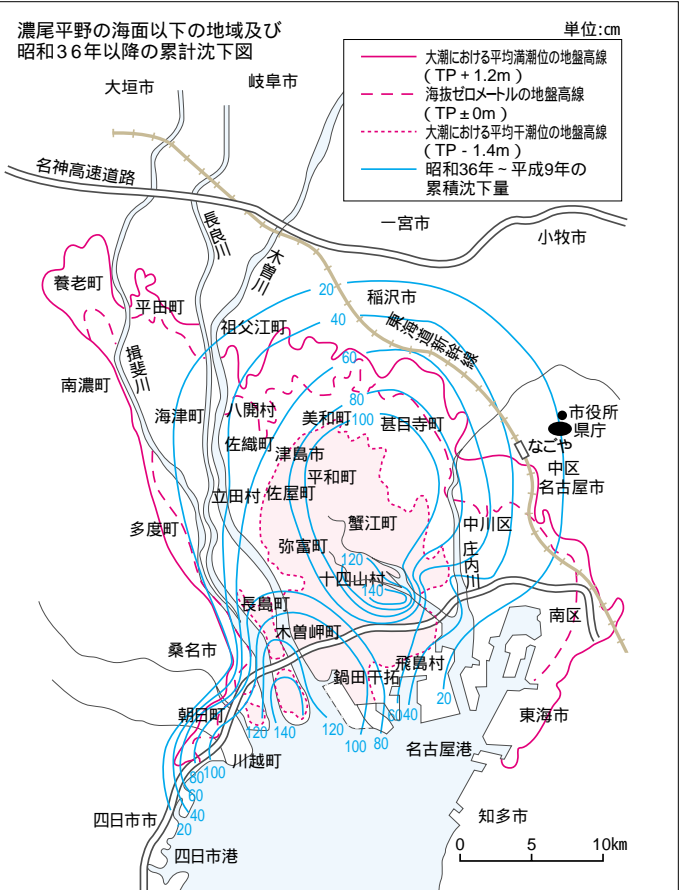 濃尾平野の海面以下の地域及び
昭和36年以降の累計沈下図
単位:cm
大潮における平均満潮位の地盤高線
(TP+1.2m)
海抜ゼロメートルの地盤高線
(TP±0m)
大潮における平均干潮位の地盤高線
(TP-1.4m)
昭和36年~平成9年の
累積沈下量
大垣市
岐阜市
名神高速道路
一宮市
小牧市
長良川
木曽川
養老町
平田町
20
稲沢市
祖父江町
40
東海道新幹線
揖斐川
60
南濃町
海津町
八開村
80
美和町
100
甚目寺町
市役所
県庁
佐織町
津島市
なごや
中区
名古屋市
平和町
立田村
佐屋町
蟹江町
中川区
多度町
弥富町
庄内川
120
十四山村
140
長島町
南区
木曽岬町
桑名市
飛島村
鍋田干拓
20
朝日町
60
40
東海市
120
140
120
100
80
名古屋港
川越町
100
80
60
40
20
四日市市
知多市
四日市港
0
5
10km